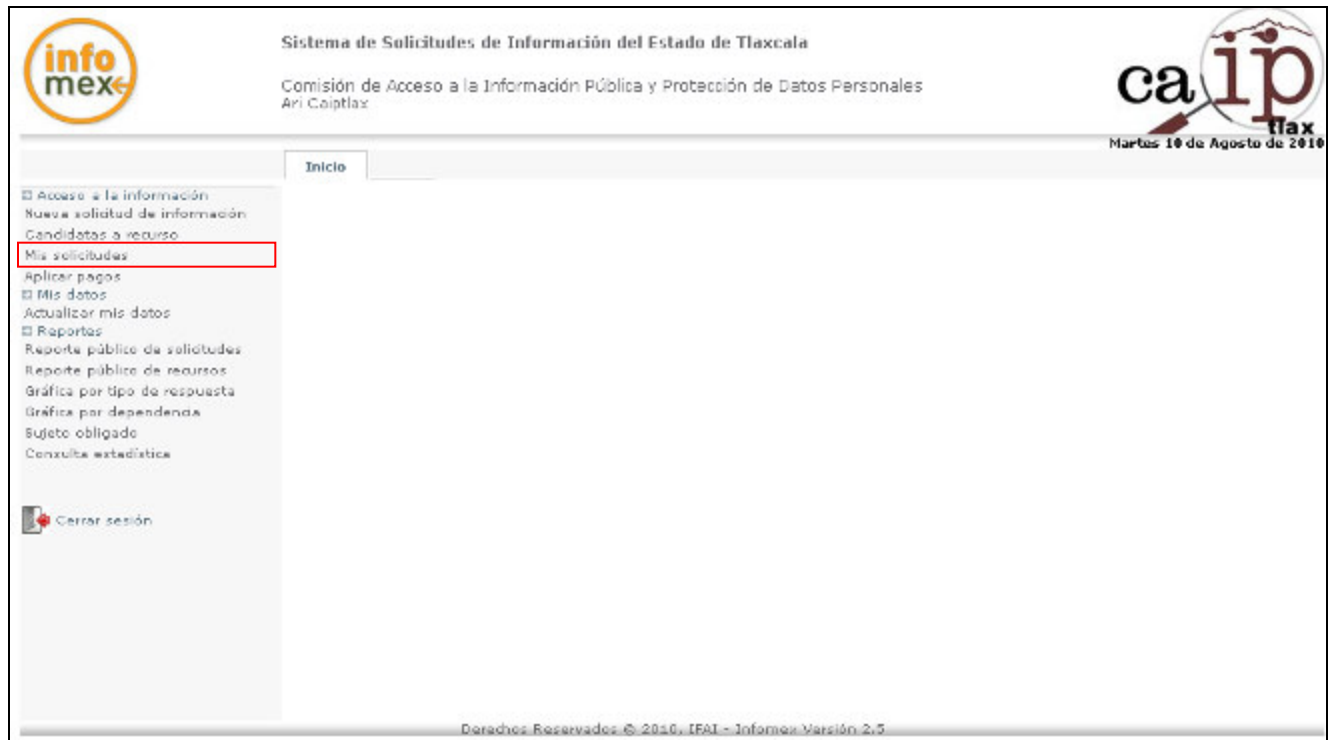 info
mex
Sistema de Solicitudes de Información del Estado de Tlaxcala
Comisión de Acceso a la Información Pública y Protección de Datos Personales
Ari Caiptlax
caip
tlax
Martes 10 de Agosto de 2010
Inicio
Acceso a la información
Nueva solicitud de información
Candidatas a recurso
Mis solicitudes
Aplicar pagos
Mis datos
Actualizar mis datos
Reportes
Reporte público de solicitudes
Reporte público de recursos
Gráfica por tipo de respuesta
Gráfica por dependencia
Sujeto obligado
Consulta estadística
Cerrar sesión
Derechos Reservados © 2010, IFAI - Infomex Versión 2.5